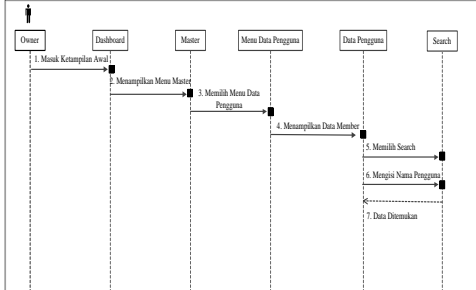 Owner
Dashboard
Master
Menu Data Pengguna
Data Pengguna
Search
1. Masuk Ketampilan Awal
2. Menampilkan Menu Master
3. Memilih Menu Data
Pengguna
4. Menampilkan Data Member
5. Memilih Search
6. Mengisi Nama Pengguna
7. Data Ditemukan